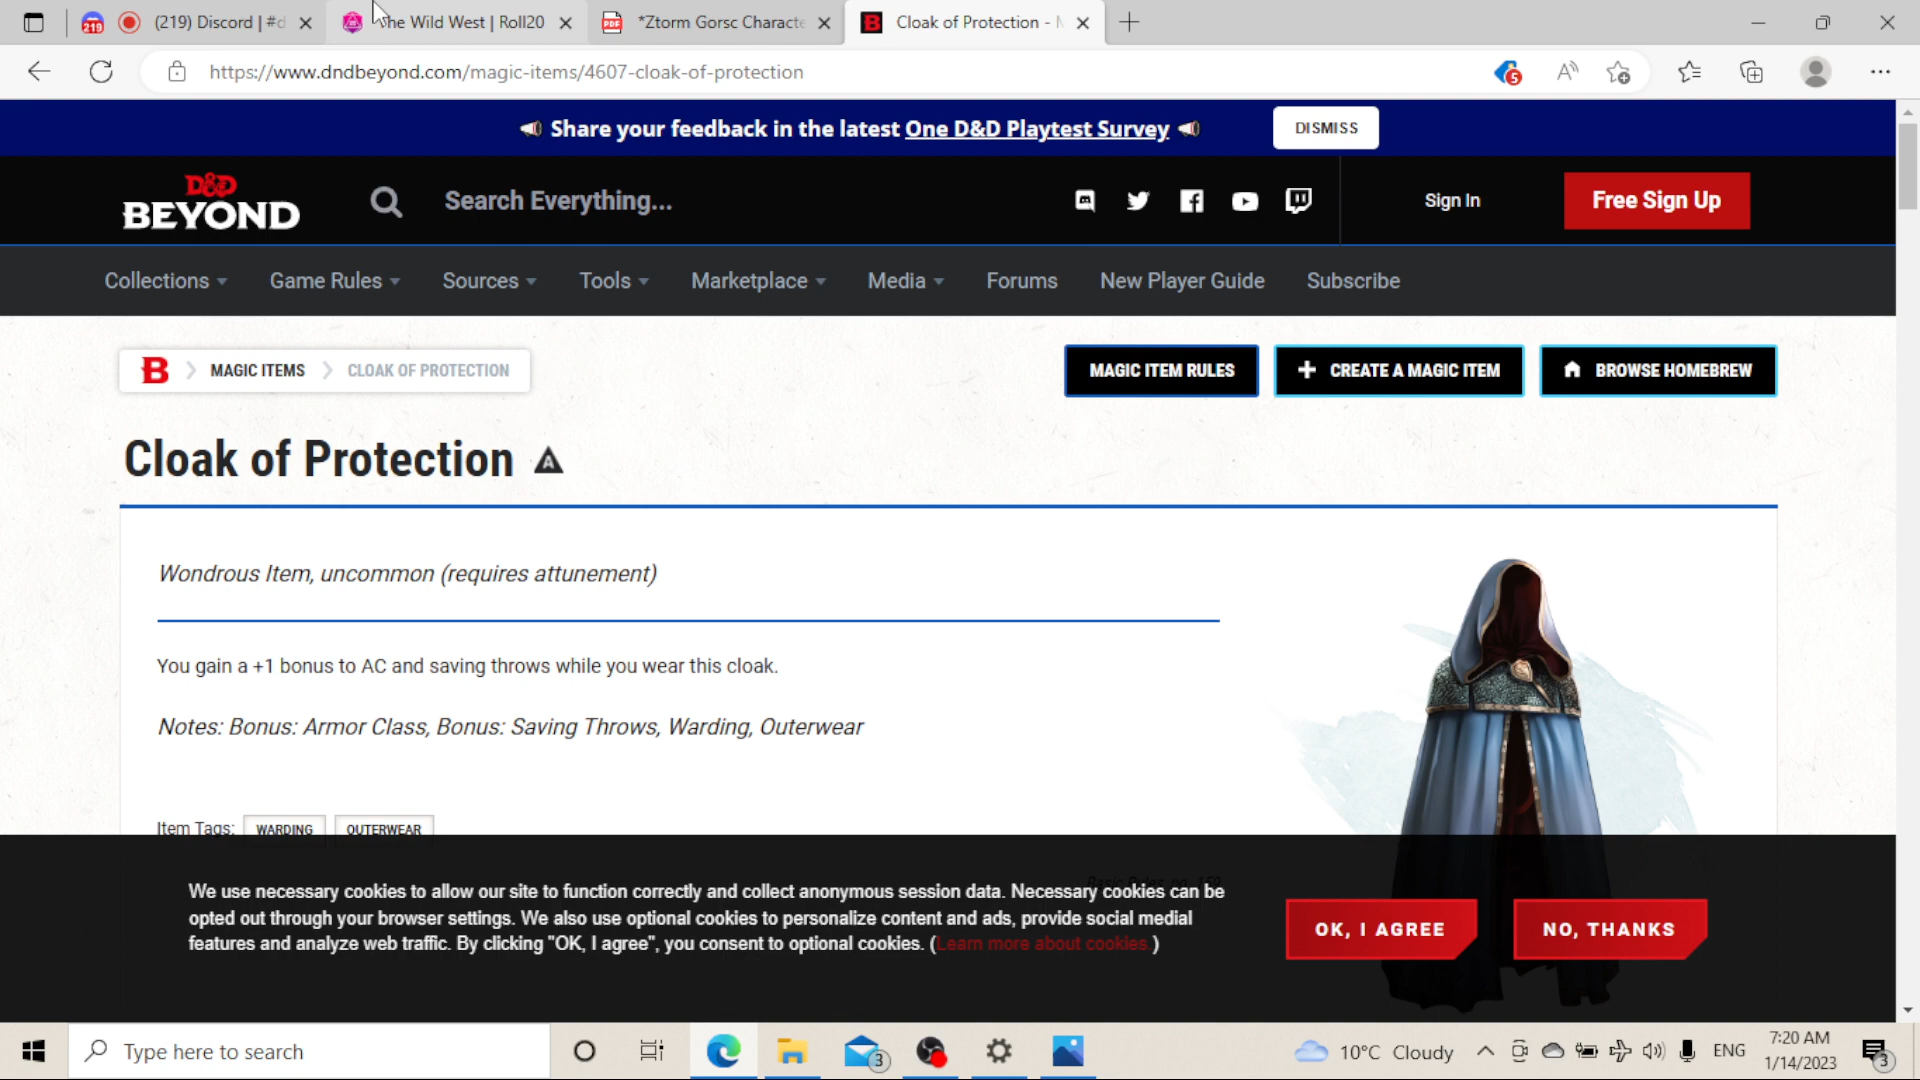 219
(219) Discord | #d
The Wild West | Roll20
PDF
*Ztorm Gorsc Characte
Cloak of Protection - M
https://www.dndbeyond.com/magic-items/4607-cloak-of-protection
5
Share your feedback in the latest One D&D Playtest Survey
DISMISS
D&D
BEYOND
Search Everything...
Sign In
Free Sign Up
Collections
Game Rules
Sources
Tools
Marketplace
Media
Forums
New Player Guide
Subscribe
B
MAGIC ITEMS
CLOAK OF PROTECTION
MAGIC ITEM RULES
CREATE A MAGIC ITEM
BROWSE HOMEBREW
Cloak of Protection
Wondrous Item, uncommon (requires attunement)
You gain a +1 bonus to AC and saving throws while you wear this cloak.
Notes: Bonus: Armor Class, Bonus: Saving Throws, Warding, Outerwear
Item Tags: WARDING OUTERWEAR
We use necessary cookies to allow our site to function correctly and collect anonymous session data. Necessary cookies can be
opted out through your browser settings. We also use optional cookies to personalize content and ads, provide social medial
features and analyze web traffic. By clicking "OK, I agree", you consent to optional cookies. (Learn more about cookies.)
OK, I AGREE
NO, THANKS
Type here to search
3
10°C Cloudy
ENG
7:20 AM
1/14/2023
3